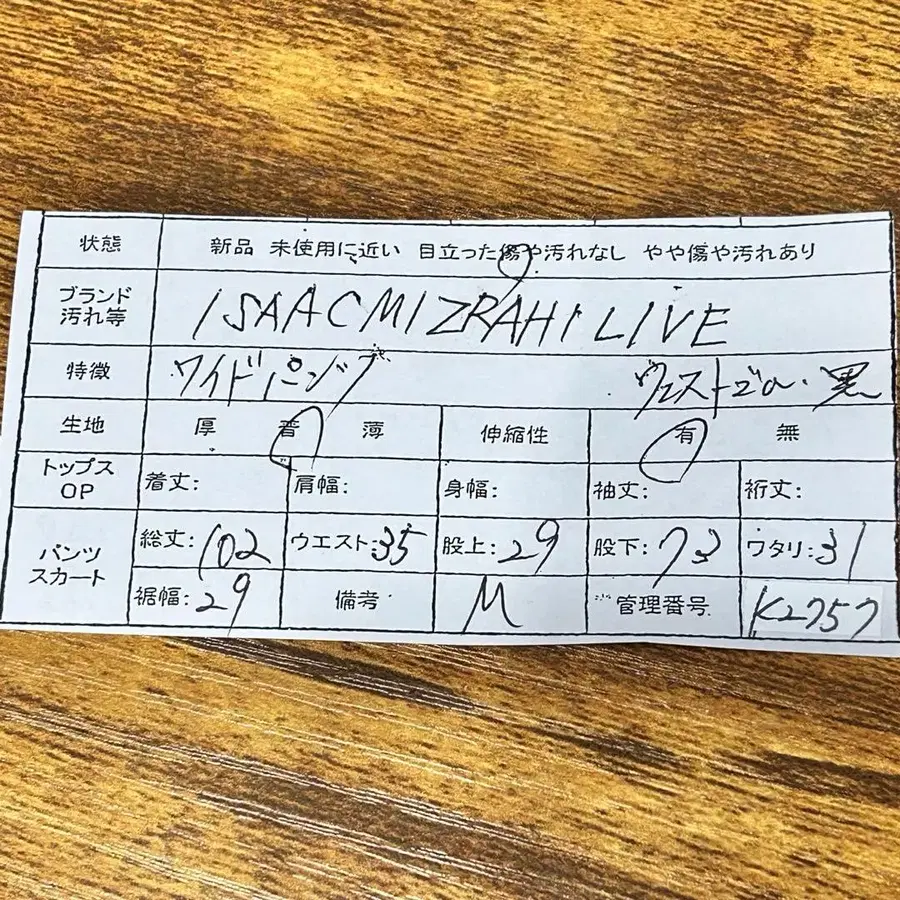 状態 新品 未使用に近い 目立った傷や汚れなし やや傷や汚れあり
ブランド
汚れ等 ISAACMIZRAHI LIVE
特徴 ワイドパンツ ウエストゴム・黒
生地 厚 普 薄 伸縮性 有 無
トップス
OP 着丈: 肩幅: 身幅: 袖丈: 裄丈:
パンツ
スカート 総丈: 102 ウエスト: 35 股上: 29 股下: 73 ワタリ: 31
裾幅: 29 備考 M 管理番号 K2757